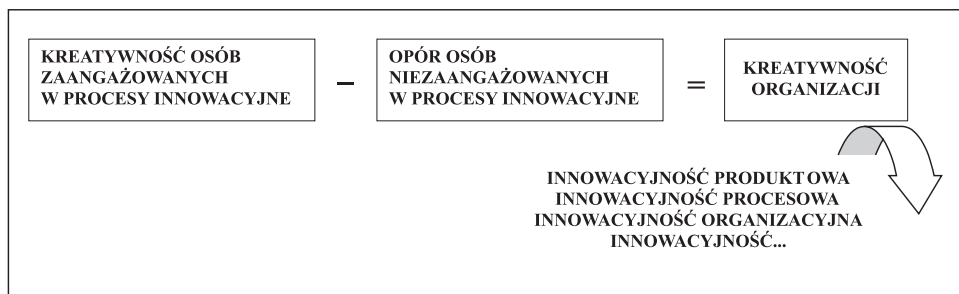 KREATYWNOŚĆ OSÓB
ZAANGAŻOWANYCH
W PROCESY INNOWACYJNE
–
OPÓR OSÓB
NIEZAANGAŻOWANYCH
W PROCESY INNOWACYJNE
=
KREATYWNOŚĆ
ORGANIZACJI
INNOWACYJNOŚĆ PRODUKTOWA
INNOWACYJNOŚĆ PROCESOWA
INNOWACYJNOŚĆ ORGANIZACYJNA
INNOWACYJNOŚĆ...